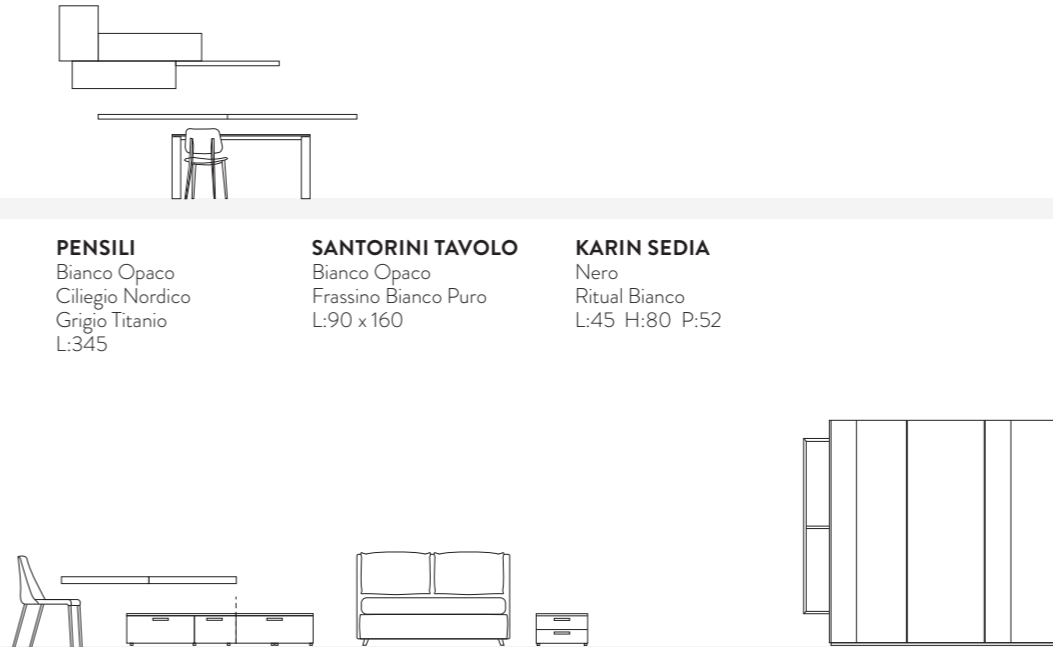 PENSILI
Bianco Opaco
Ciliegio Nordico
Grigio Titanio
L:345
SANTORINI TAVOLO
Bianco Opaco
Frassino Bianco Puro
L:90 x 160
KARIN SEDIA
Nero
Ritual Bianco
L:45 H:80 P:52